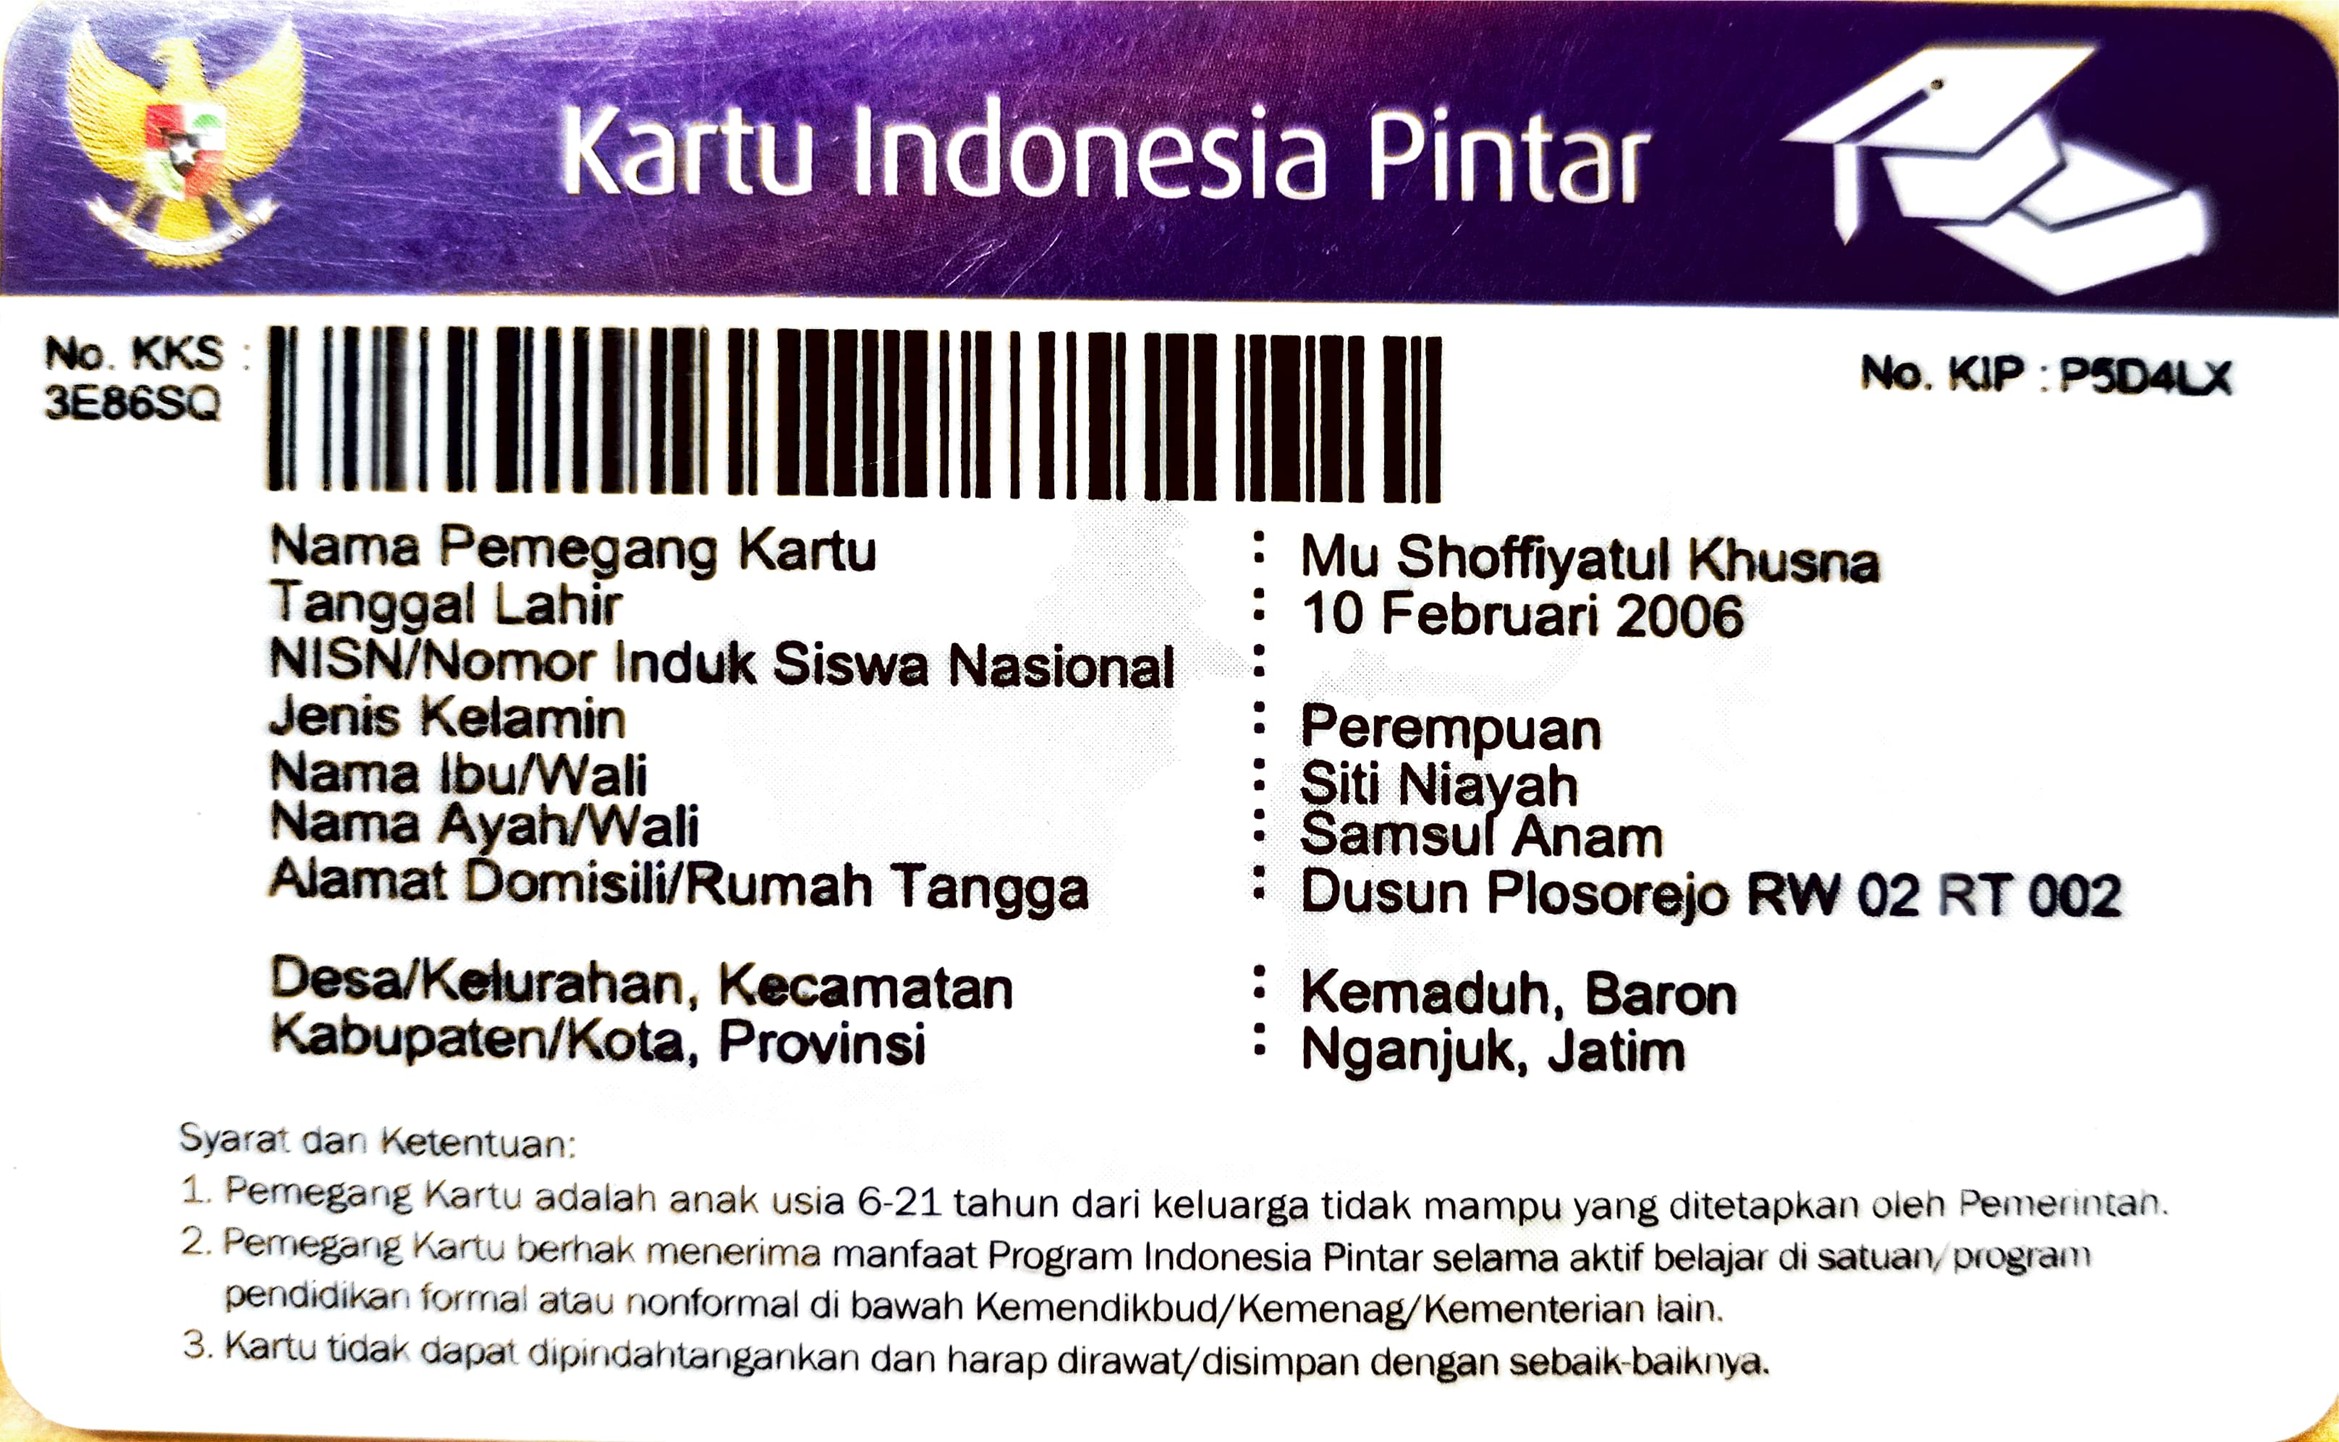 Kartu Indonesia Pintar
No. KKS :
3E86SQ
No. KIP : P5D4LX
Nama Pemegang Kartu : Mu Shoffiyatul Khusna
Tanggal Lahir : 10 Februari 2006
NISN/Nomor Induk Siswa Nasional :
Jenis Kelamin : Perempuan
Nama Ibu/Wali : Siti Niayah
Nama Ayah/Wali : Samsul Anam
Alamat Domisili/Rumah Tangga : Dusun Plosorejo RW 02 RT 002
Desa/Kelurahan, Kecamatan : Kemaduh, Baron
Kabupaten/Kota, Provinsi : Nganjuk, Jatim
Syarat dan Ketentuan:
1. Pemegang Kartu adalah anak usia 6-21 tahun dari keluarga tidak mampu yang ditetapkan oleh Pemerintah.
2. Pemegang Kartu berhak menerima manfaat Program Indonesia Pintar selama aktif belajar di satuan/program
pendidikan formal atau nonformal di bawah Kemendikbud/Kemenag/Kementerian lain.
3. Kartu tidak dapat dipindahtangankan dan harap dirawat/disimpan dengan sebaik-baiknya.